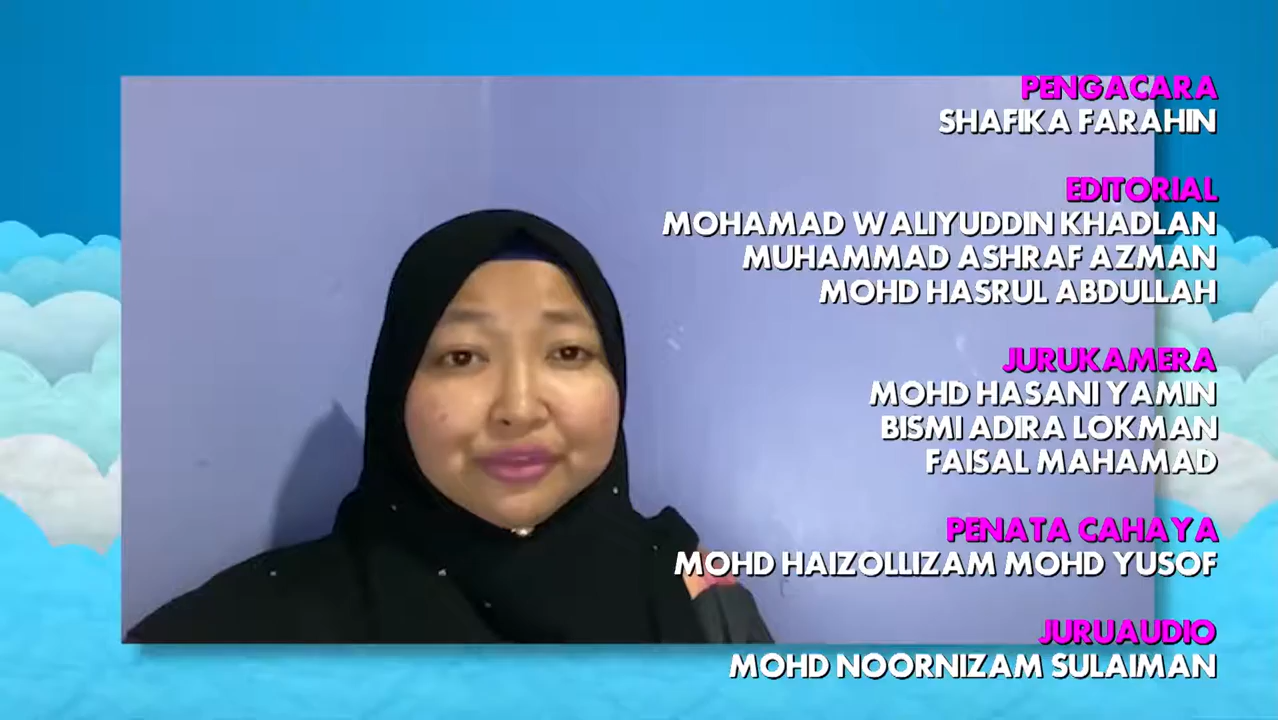 PENGACARA
SHAFIKA FARAHIN
EDITORIAL
MOHAMAD WALIYUDDIN KHADLAN
MUHAMMAD ASHRAF AZMAN
MOHD HASRUL ABDULLAH
JURUKAMERA
MOHD HASANI YAMIN
BISMI ADIRA LOKMAN
FAISAL MAHAMAD
PENATA CAHAYA
MOHD HAIZOLLIZAM MOHD YUSOF
JURUAUDIO
MOHD NOORNIZAM SULAIMAN